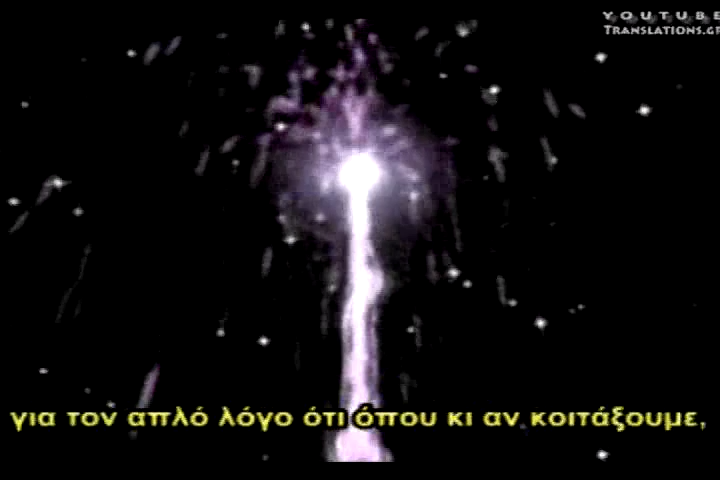 YOUTUBE
TRANSLATIONS.GR
για τον απλό λόγο ότι όπου κι αν κοιτάξουμε,